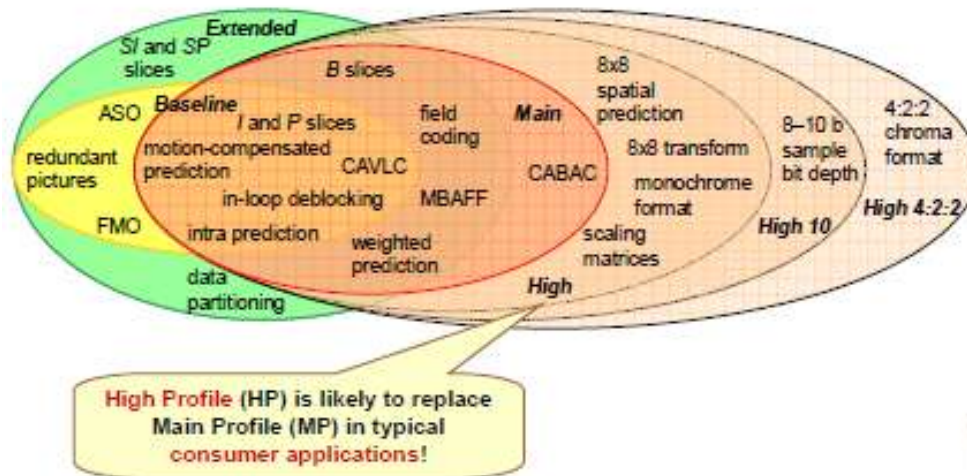 Extended
SI and SP
slices
B slices
8x8
spatial
prediction
ASO
Baseline
I and P slices
field
coding
Main
8–10 b
sample
bit depth
4:2:2
chroma
format
redundant
pictures
motion-compensated
prediction
CAVLC
CABAC
8x8 transform
in-loop deblocking
MBAFF
monochrome
format
FMO
intra prediction
weighted
prediction
scaling
matrices
High 10
High 4:2:2
data
partitioning
High
High Profile (HP) is likely to replace
Main Profile (MP) in typical
consumer applications!